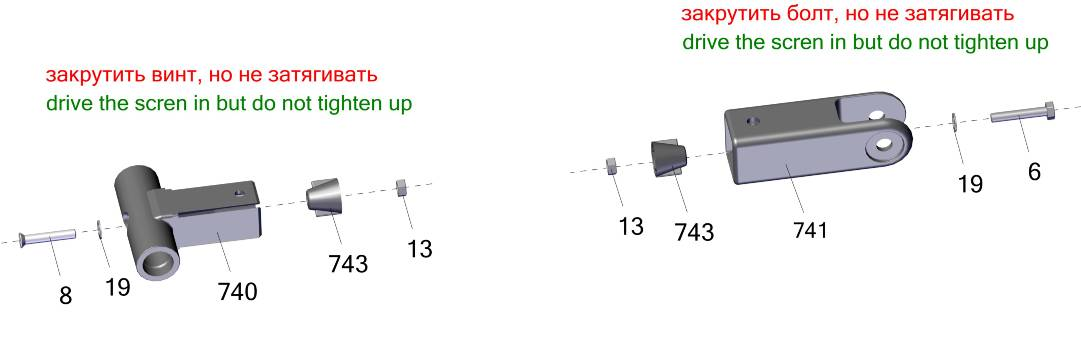 закрутить болт, но не затягивать
drive the scren in but do not tighten up
закрутить винт, но не затягивать
drive the scren in but do not tighten up
6
19
741
743
13
13
743
740
19
8